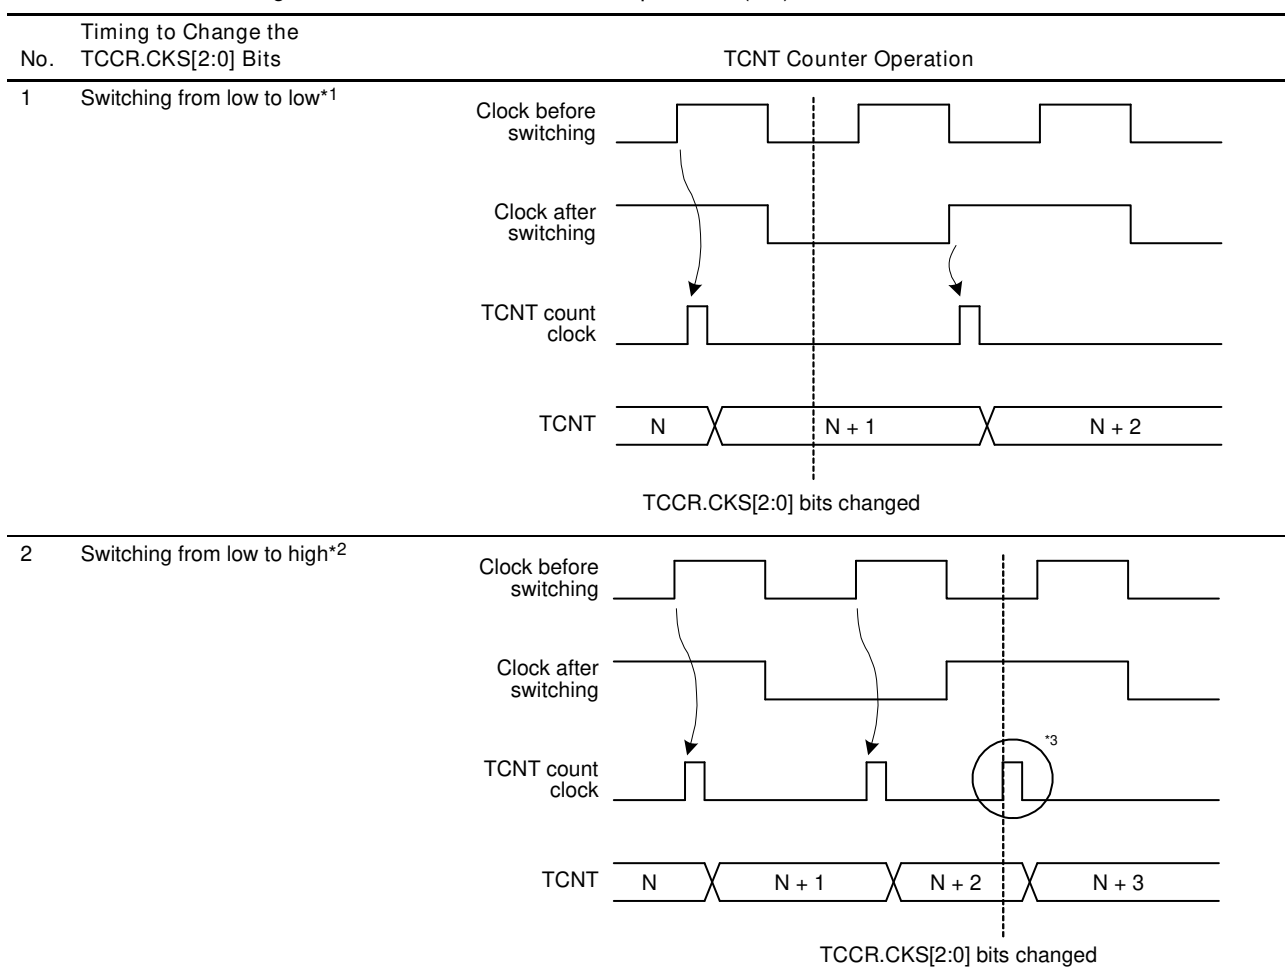 Timing to Change the
No. TCCR.CKS[2:0] Bits TCNT Counter Operation
1 Switching from low to low*1
Clock before
switching
Clock after
switching
TCNT count
clock
TCNT N N + 1 N + 2
TCCR.CKS[2:0] bits changed
2 Switching from low to high*2
Clock before
switching
Clock after
switching
*3
TCNT count
clock
TCNT N N + 1 N + 2 N + 3
TCCR.CKS[2:0] bits changed